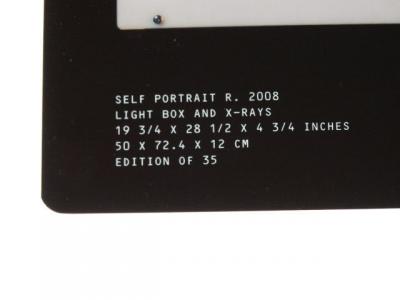 SELF PORTRAIT R. 2008
LIGHT BOX AND X-RAYS
19 3/4 X 28 1/2 X 4 3/4 INCHES
50 X 72.4 X 12 CM
EDITION OF 35